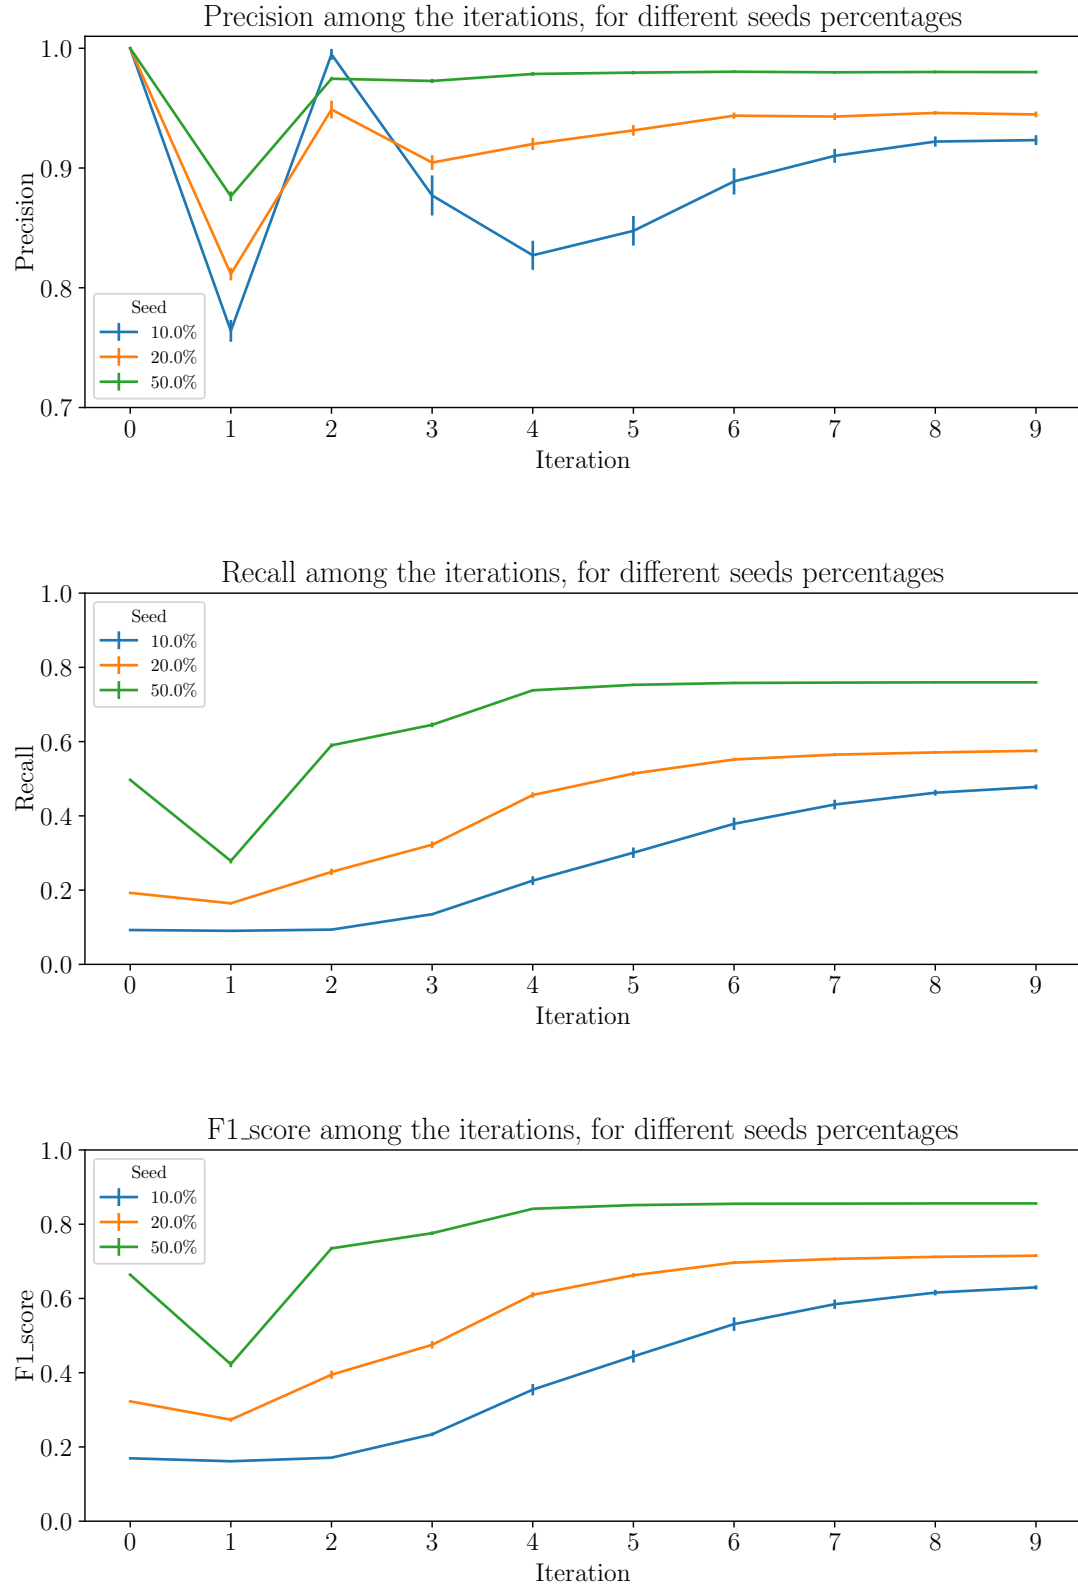 Precision among the iterations, for different seeds percentages
1.0
0.9
0.8
0.7
Precision
Seed
10.0%
20.0%
50.0%
0 1 2 3 4 5 6 7 8 9
Iteration
Recall among the iterations, for different seeds percentages
1.0
0.8
0.6
0.4
0.2
0.0
Recall
Seed
10.0%
20.0%
50.0%
0 1 2 3 4 5 6 7 8 9
Iteration
F1_score among the iterations, for different seeds percentages
1.0
0.8
0.6
0.4
0.2
0.0
F1_score
Seed
10.0%
20.0%
50.0%
0 1 2 3 4 5 6 7 8 9
Iteration